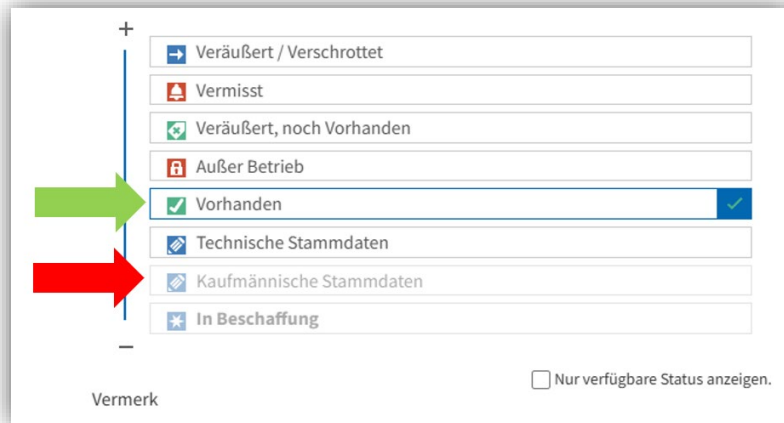 +
Veräußert / Verschrottet
Vermisst
Veräußert, noch Vorhanden
Außer Betrieb
Vorhanden
Technische Stammdaten
Kaufmännische Stammdaten
In Beschaffung
–
Nur verfügbare Status anzeigen.
Vermerk